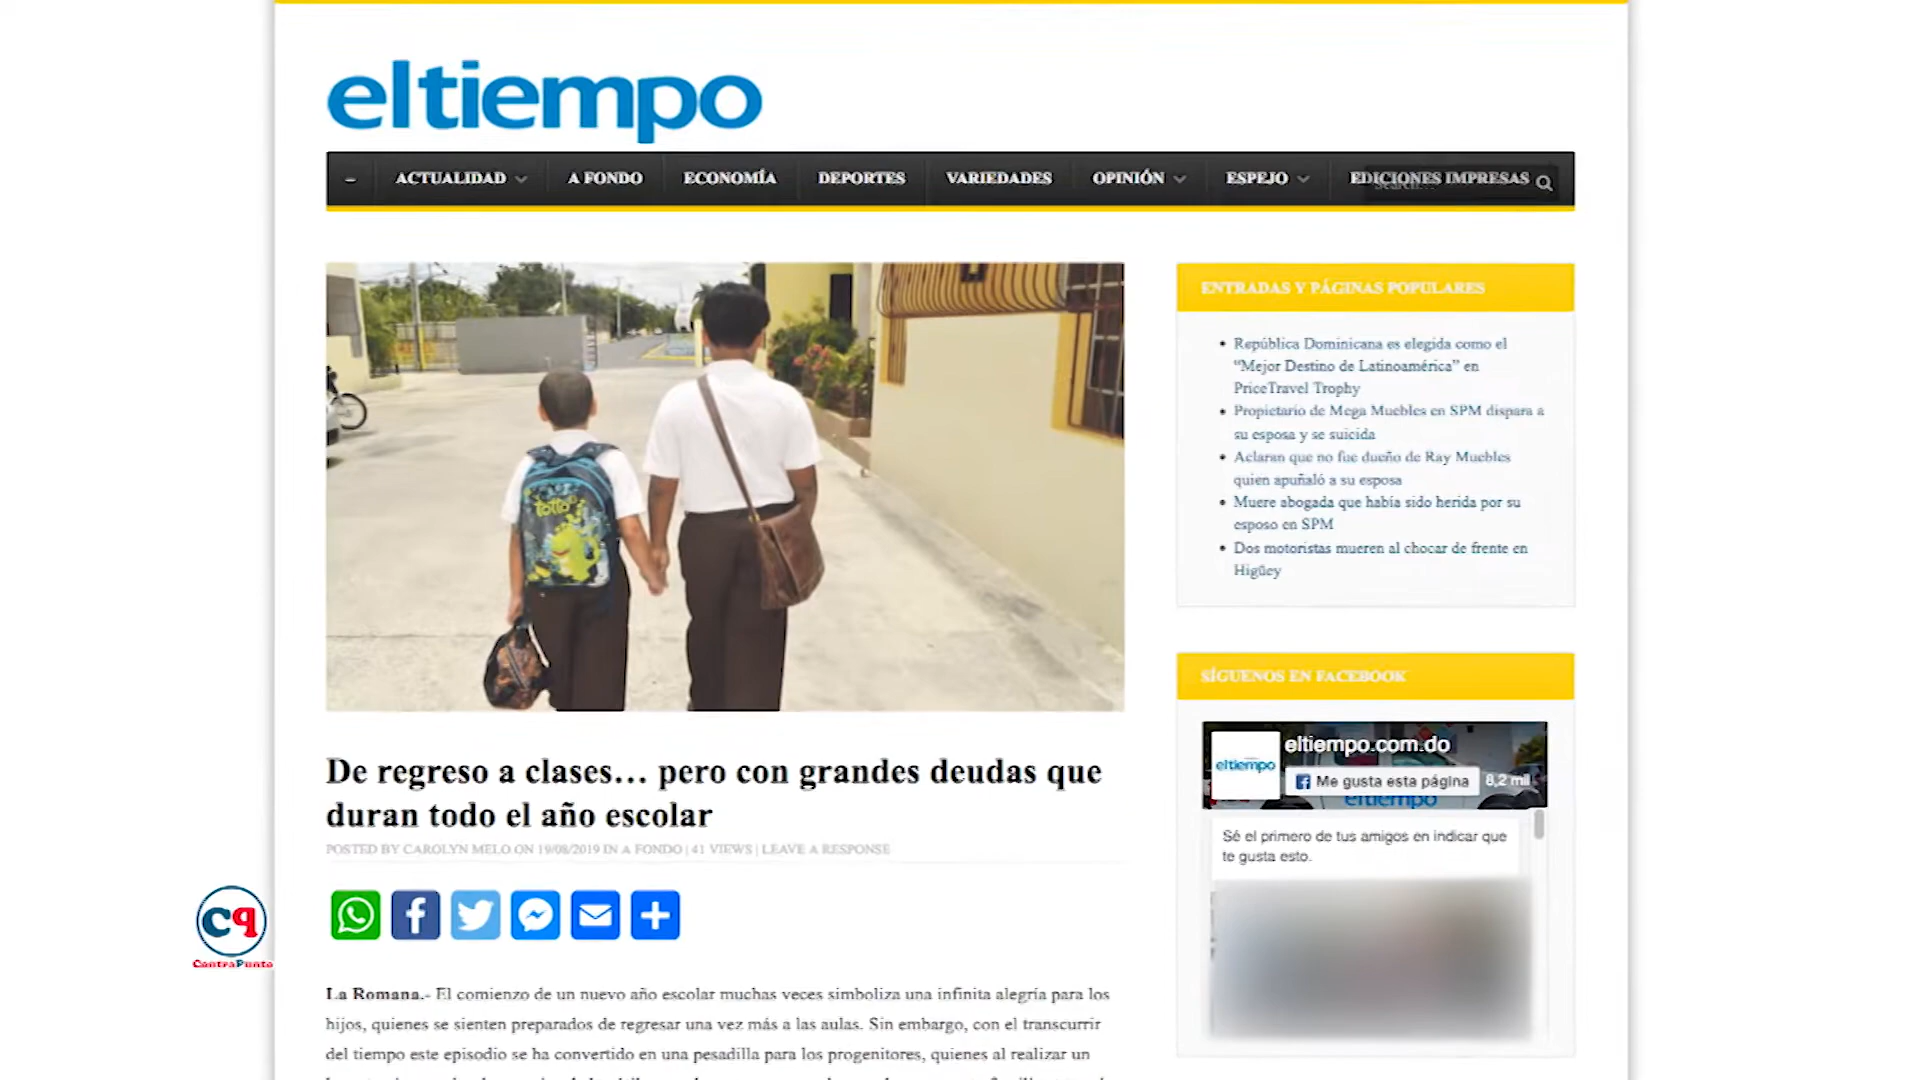 eltiempo
– ACTUALIDAD A FONDO ECONOMÍA DEPORTES VARIEDADES OPINIÓN ESPEJO EDICIONES IMPRESAS
Search...
totto
De regreso a clases… pero con grandes deudas que
duran todo el año escolar
POSTED BY CAROLYN MELO ON 19/08/2019 IN A FONDO | 41 VIEWS | LEAVE A RESPONSE
cp
ContraPunto
La Romana.- El comienzo de un nuevo año escolar muchas veces simboliza una infinita alegría para los
hijos, quienes se sienten preparados de regresar una vez más a las aulas. Sin embargo, con el transcurrir
del tiempo este episodio se ha convertido en una pesadilla para los progenitores, quienes al realizar un
ENTRADAS Y PÁGINAS POPULARES
• República Dominicana es elegida como el
“Mejor Destino de Latinoamérica” en
PriceTravel Trophy
• Propietario de Mega Muebles en SPM dispara a
su esposa y se suicida
• Aclaran que no fue dueño de Ray Muebles
quien apuñaló a su esposa
• Muere abogada que había sido herida por su
esposo en SPM
• Dos motoristas mueren al chocar de frente en
Higüey
SÍGUENOS EN FACEBOOK
eltiempo
eltiempo.com.do
Me gusta esta página 8,2 mil
eltiempo
Sé el primero de tus amigos en indicar que
te gusta esto.